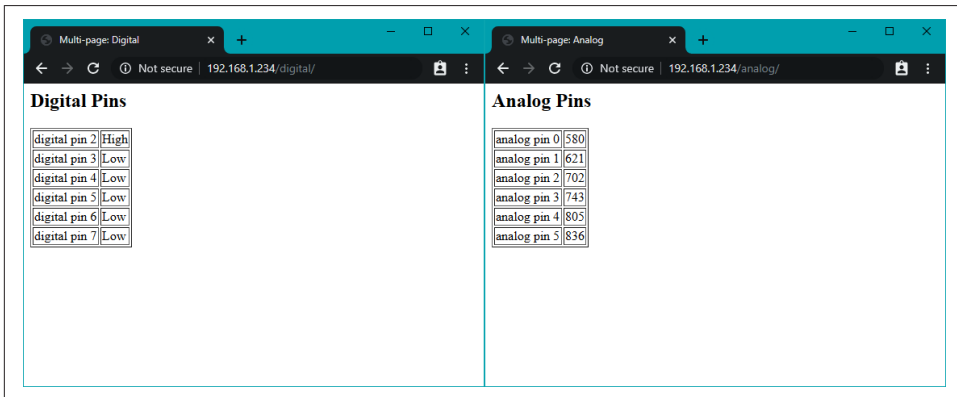 Multi-page: Digital
Not secure | 192.168.1.234/digital/
Digital Pins
digital pin 2 High
digital pin 3 Low
digital pin 4 Low
digital pin 5 Low
digital pin 6 Low
digital pin 7 Low
Multi-page: Analog
Not secure | 192.168.1.234/analog/
Analog Pins
analog pin 0 580
analog pin 1 621
analog pin 2 702
analog pin 3 743
analog pin 4 805
analog pin 5 836